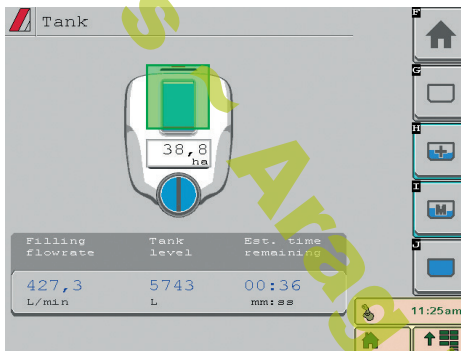 Tank
F
G
H
I
M
J
38,8
ha
Filling flowrate
Tank level
Est. time remaining
427,3
L/min
5743
L
00:36
mm:ss
11:25am
s r Arag